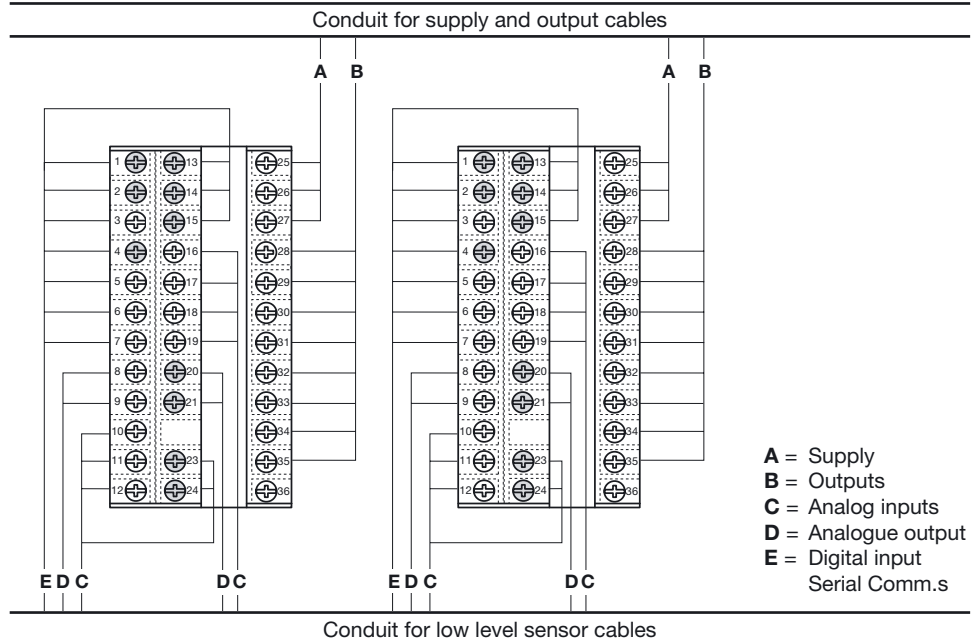 Conduit for supply and output cables
A B A B
1 13 25 1 13 25
2 14 26 2 14 26
3 15 27 3 15 27
4 16 28 4 16 28
5 17 29 5 17 29
6 18 30 6 18 30
7 19 31 7 19 31
8 20 32 8 20 32
9 21 33 9 21 33
10 34 10 34
11 23 35 11 23 35
12 24 36 12 24 36
A = Supply
B = Outputs
C = Analog inputs
D = Analogue output
E = Digital input
Serial Comm.s
E D C D C E D C D C
Conduit for low level sensor cables